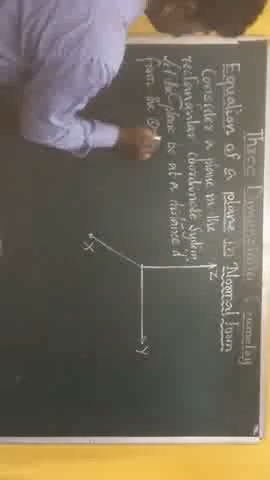 Three Dimensional Geometry
Equation of a plane in Normal Form
Consider a plane in the
rectangular coordinate system
let the plane be at a distance d
from the O
Z
Y
X